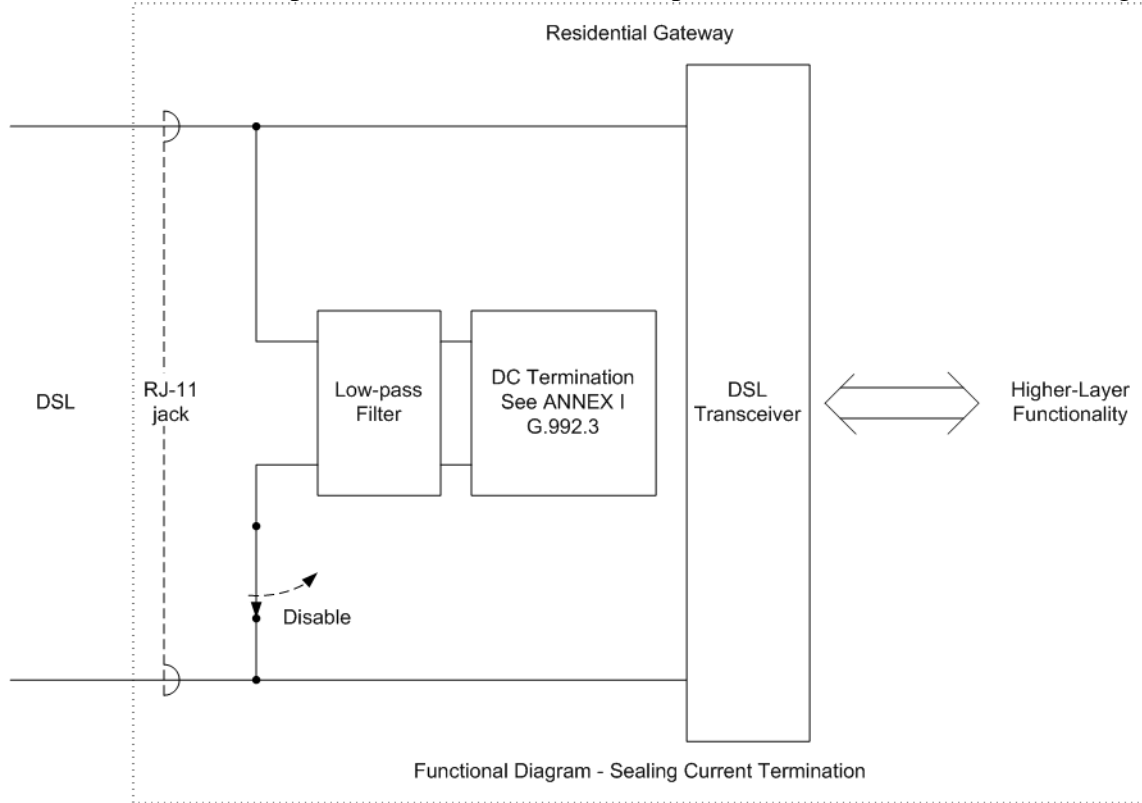 Residential Gateway
DSL
RJ-11
jack
Low-pass
Filter
DC Termination
See ANNEX I
G.992.3
DSL
Transceiver
Higher-Layer
Functionality
Disable
Functional Diagram - Sealing Current Termination